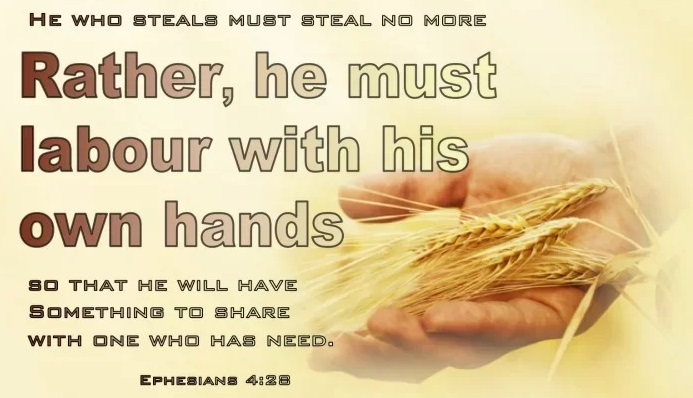 He who steals must steal no more
Rather, he must
labour with his
own hands
so that he will have
Something to share
with one who has need.
Ephesians 4:28